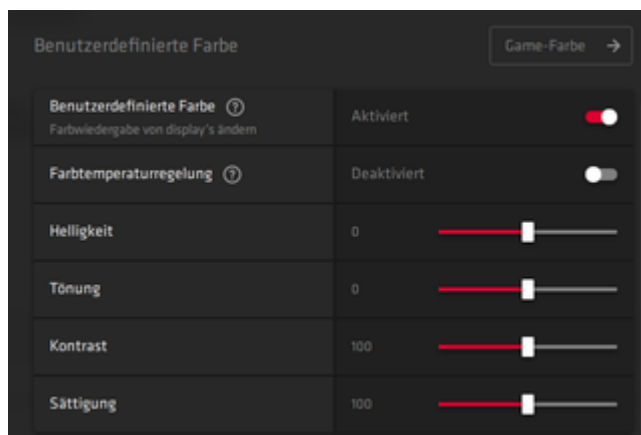 Benutzerdefinierte Farbe
Game-Farbe
Benutzerdefinierte Farbe
Farbwiedergabe von display's ändern
Aktiviert
Farbtemperaturregelung
Deaktiviert
Helligkeit
0
Tönung
0
Kontrast
100
Sättigung
100